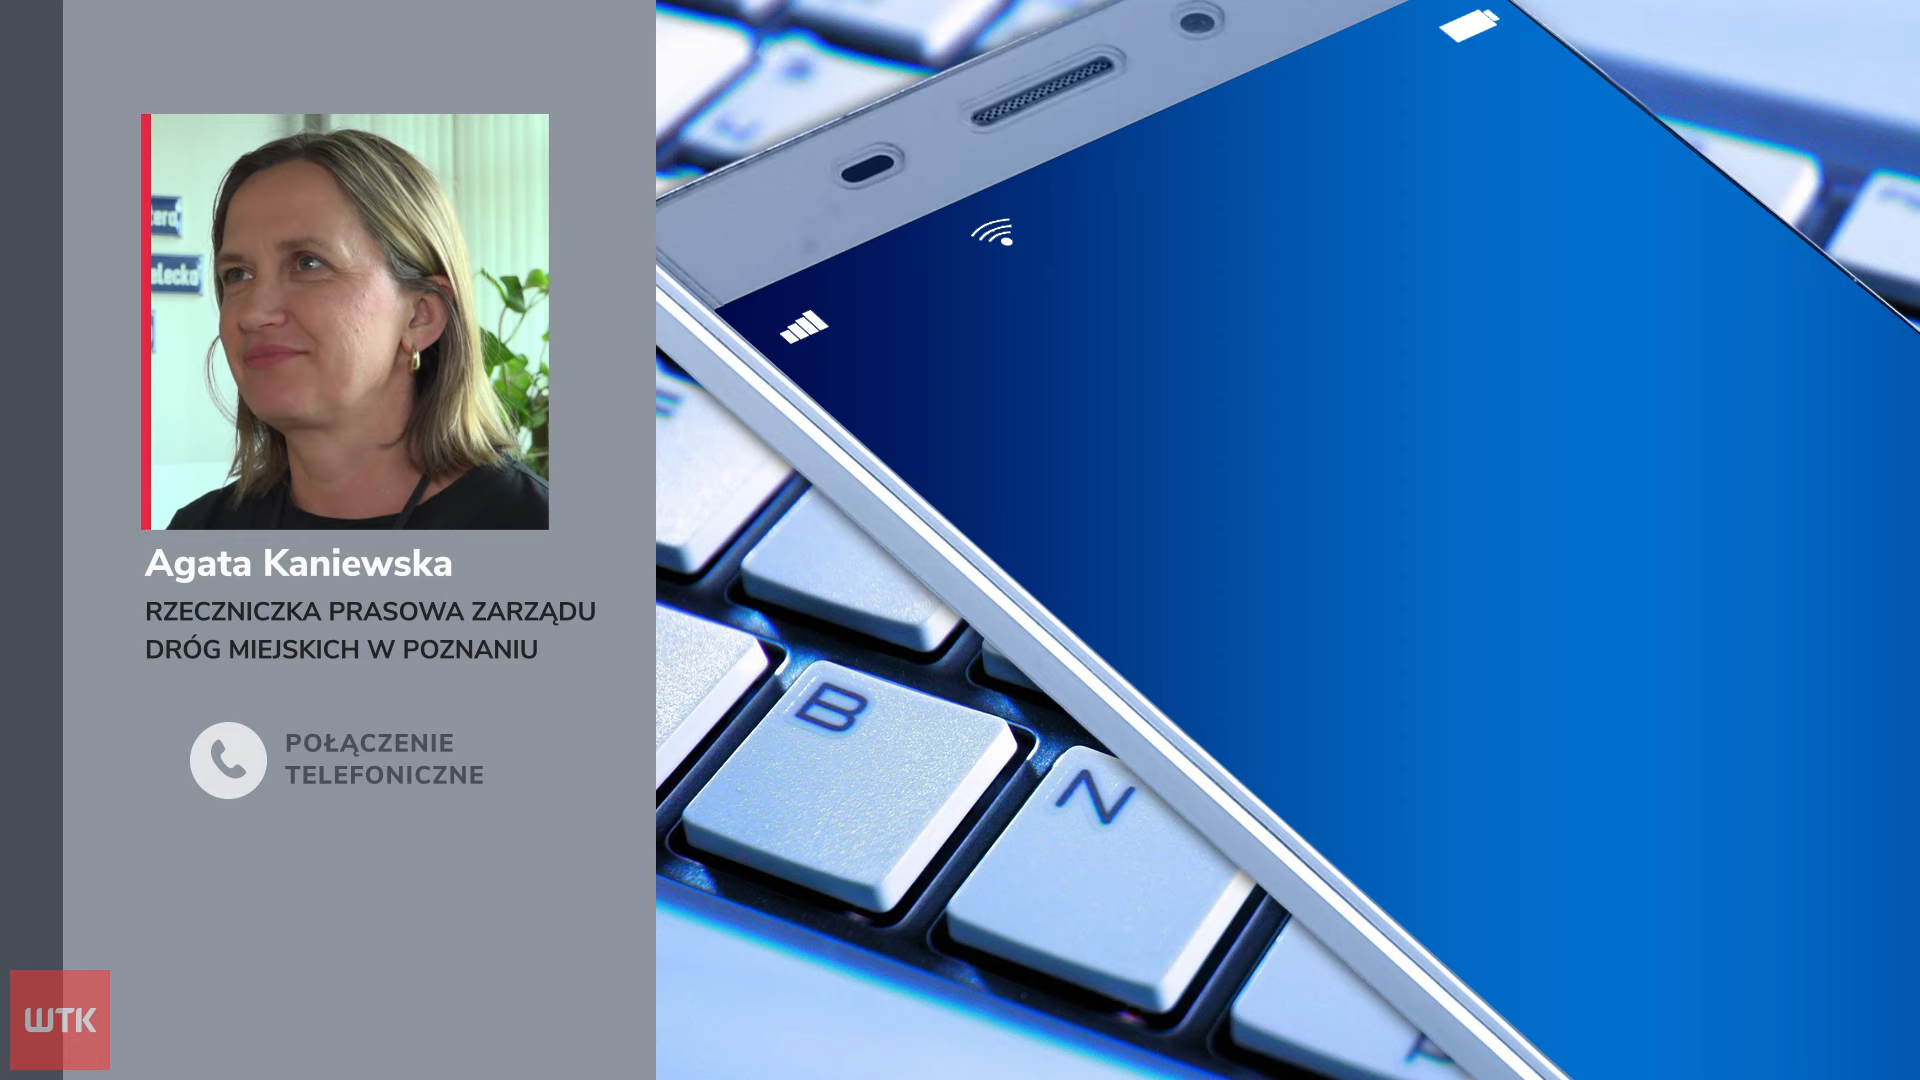 Agata Kaniewska
RZECZNICZKA PRASOWA ZARZĄDU
DRÓG MIEJSKICH W POZNANIU
POŁĄCZENIE
TELEFONICZNE
B
N
WTK